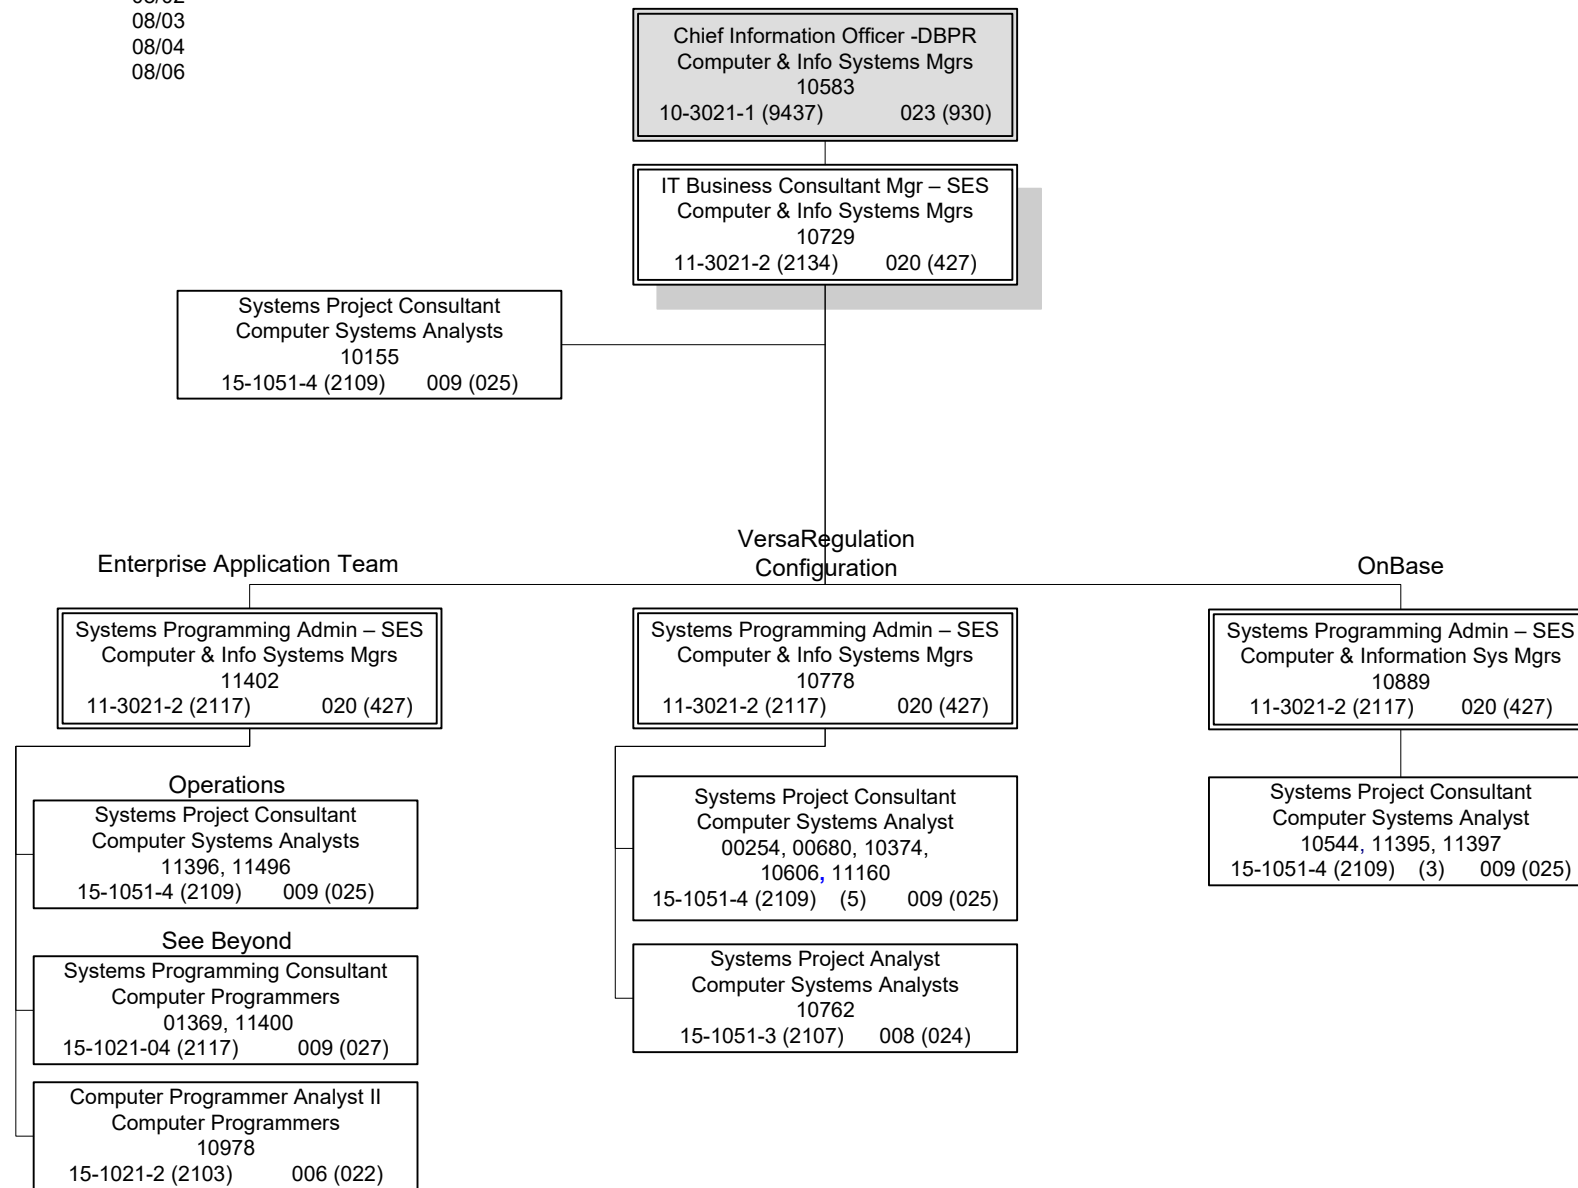 08/03
08/04
08/06
Chief Information Officer -DBPR
Computer & Info Systems Mgrs
10583
10-3021-1 (9437) 023 (930)
IT Business Consultant Mgr – SES
Computer & Info Systems Mgrs
10729
11-3021-2 (2134) 020 (427)
Systems Project Consultant
Computer Systems Analysts
10155
15-1051-4 (2109) 009 (025)
Enterprise Application Team
Systems Programming Admin – SES
Computer & Info Systems Mgrs
11402
11-3021-2 (2117) 020 (427)
Operations
Systems Project Consultant
Computer Systems Analysts
11396, 11496
15-1051-4 (2109) 009 (025)
See Beyond
Systems Programming Consultant
Computer Programmers
01369, 11400
15-1021-04 (2117) 009 (027)
Computer Programmer Analyst II
Computer Programmers
10978
15-1021-2 (2103) 006 (022)
VersaRegulation
Configuration
Systems Programming Admin – SES
Computer & Info Systems Mgrs
10778
11-3021-2 (2117) 020 (427)
Systems Project Consultant
Computer Systems Analyst
00254, 00680, 10374,
10606, 11160
15-1051-4 (2109) (5) 009 (025)
Systems Project Analyst
Computer Systems Analysts
10762
15-1051-3 (2107) 008 (024)
OnBase
Systems Programming Admin – SES
Computer & Information Sys Mgrs
10889
11-3021-2 (2117) 020 (427)
Systems Project Consultant
Computer Systems Analyst
10544, 11395, 11397
15-1051-4 (2109) (3) 009 (025)